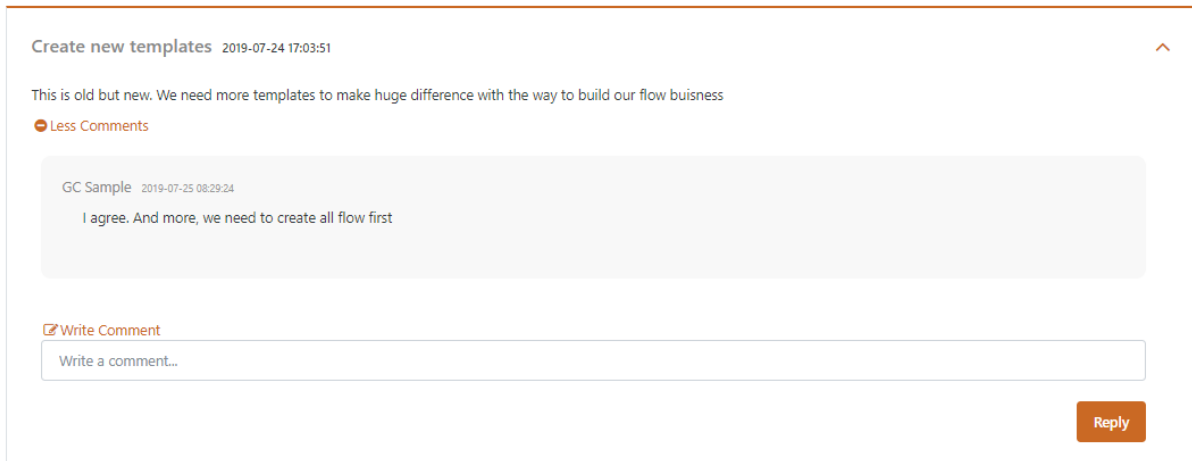 Create new templates 2019-07-24 17:03:51
This is old but new. We need more templates to make huge difference with the way to build our flow buisness
Less Comments
GC Sample 2019-07-25 08:29:24
I agree. And more, we need to create all flow first
Write Comment
Write a comment...
Reply